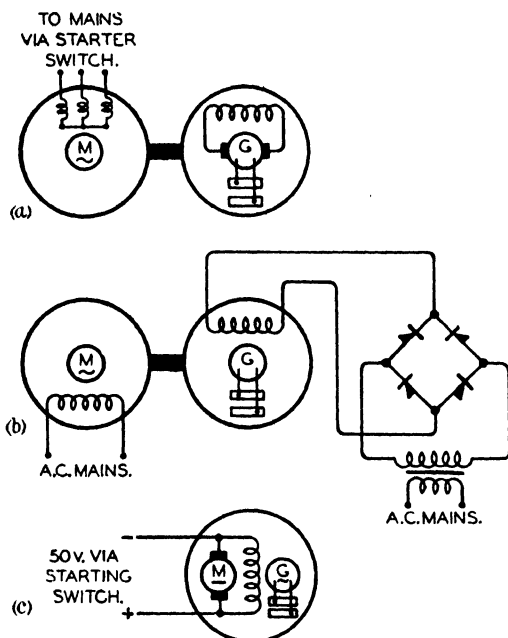 TO MAINS
VIA STARTER
SWITCH.
M
G
(a)
M
G
(b)
A.C. MAINS.
A.C. MAINS.
50 V. VIA
STARTING
SWITCH.
−
+
M
G
(c)